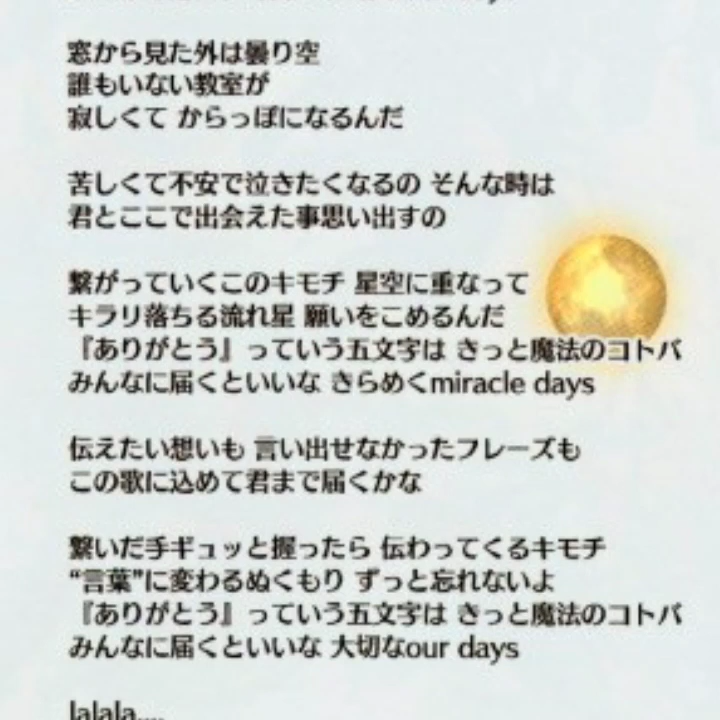 窓から見た外は曇り空
誰もいない教室が
寂しくて からっぽになるんだ
苦しくて不安で泣きたくなるの そんな時は
君とここで出会えた事思い出すの
繋がっていくこのキモチ 星空に重なって
キラリ落ちる流れ星 願いをこめるんだ
『ありがとう』っていう五文字は きっと魔法のコトバ
みんなに届くといいな きらめくmiracle days
伝えたい想いも 言い出せなかったフレーズも
この歌に込めて君まで届くかな
繋いだ手ギュッと握ったら 伝わってくるキモチ
“言葉”に変わるぬくもり ずっと忘れないよ
『ありがとう』っていう五文字は きっと魔法のコトバ
みんなに届くといいな 大切なour days
lalala....